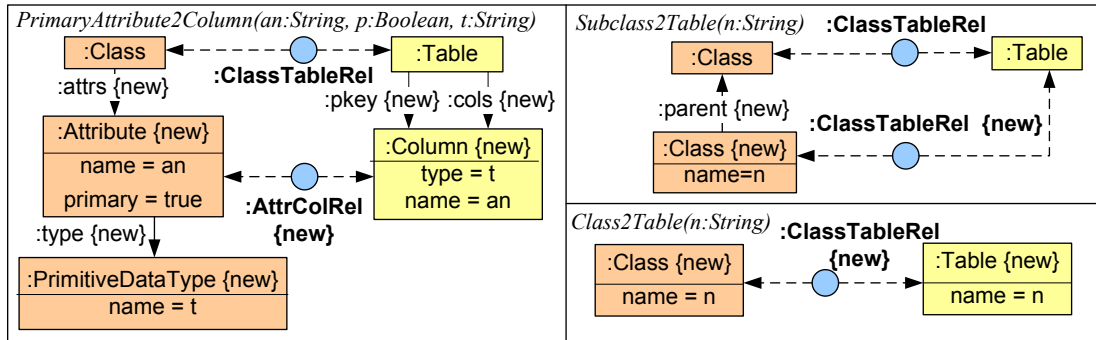 PrimaryAttribute2Column(an:String, p:Boolean, t:String)
:Class
:ClassTableRel
:Table
:attrs {new}
:pkey {new}
:cols {new}
:Attribute {new}
name = an
primary = true
:AttrColRel
{new}
:Column {new}
type = t
name = an
:type {new}
:PrimitiveDataType {new}
name = t
Subclass2Table(n:String)
:ClassTableRel
:Class
:Table
:parent {new}
:ClassTableRel {new}
:Class {new}
name=n
Class2Table(n:String)
:ClassTableRel
{new}
:Class {new}
name = n
:Table {new}
name = n